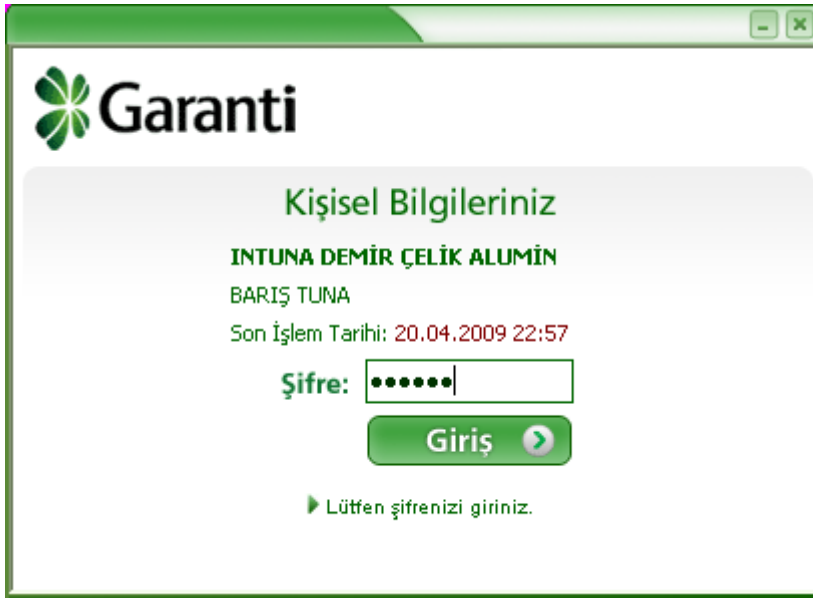 Garanti
Kişisel Bilgileriniz
INTUNA DEMİR ÇELİK ALUMİN
BARIŞ TUNA
Son İşlem Tarihi: 20.04.2009 22:57
Şifre: ••••••
Giriş
Lütfen şifrenizi giriniz.